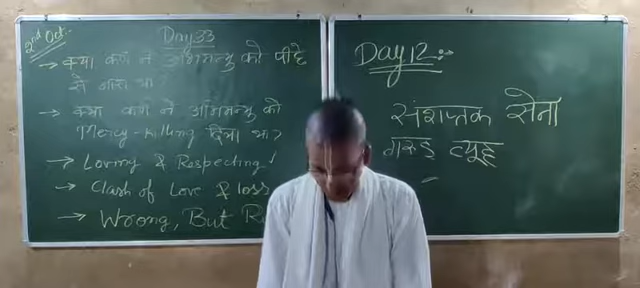 2nd Oct.
Day 33
→ क्या कर्ण ने अभिमन्यु को पीछे
से मारा था?
→ क्या कर्ण ने अभिमन्यु को
Mercy-killing दिया था?
→ Loving & Respecting!
→ Clash of Love & loss
→ Wrong, But
Day 12 :--
संशप्तक सेना
गरुड़ व्यूह